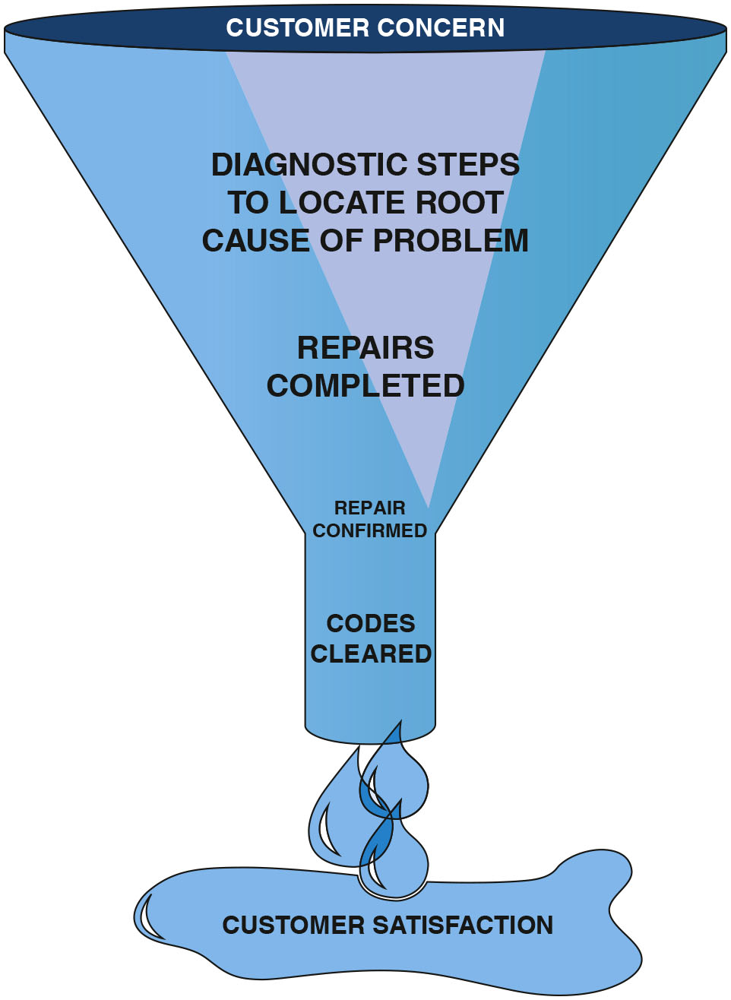 CUSTOMER CONCERN
DIAGNOSTIC STEPS
TO LOCATE ROOT
CAUSE OF PROBLEM
REPAIRS
COMPLETED
REPAIR
CONFIRMED
CODES
CLEARED
CUSTOMER SATISFACTION